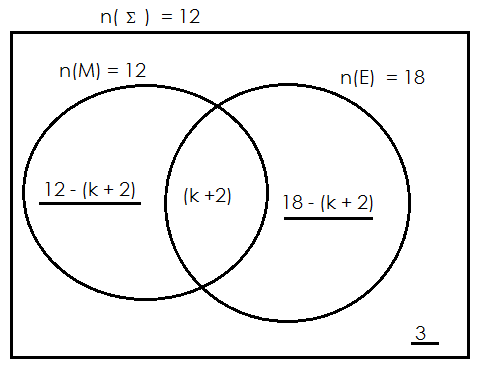 n( Σ ) = 12
n(M) = 12
n(E) = 18
12 - (k + 2)
(k +2)
18 - (k + 2)
3